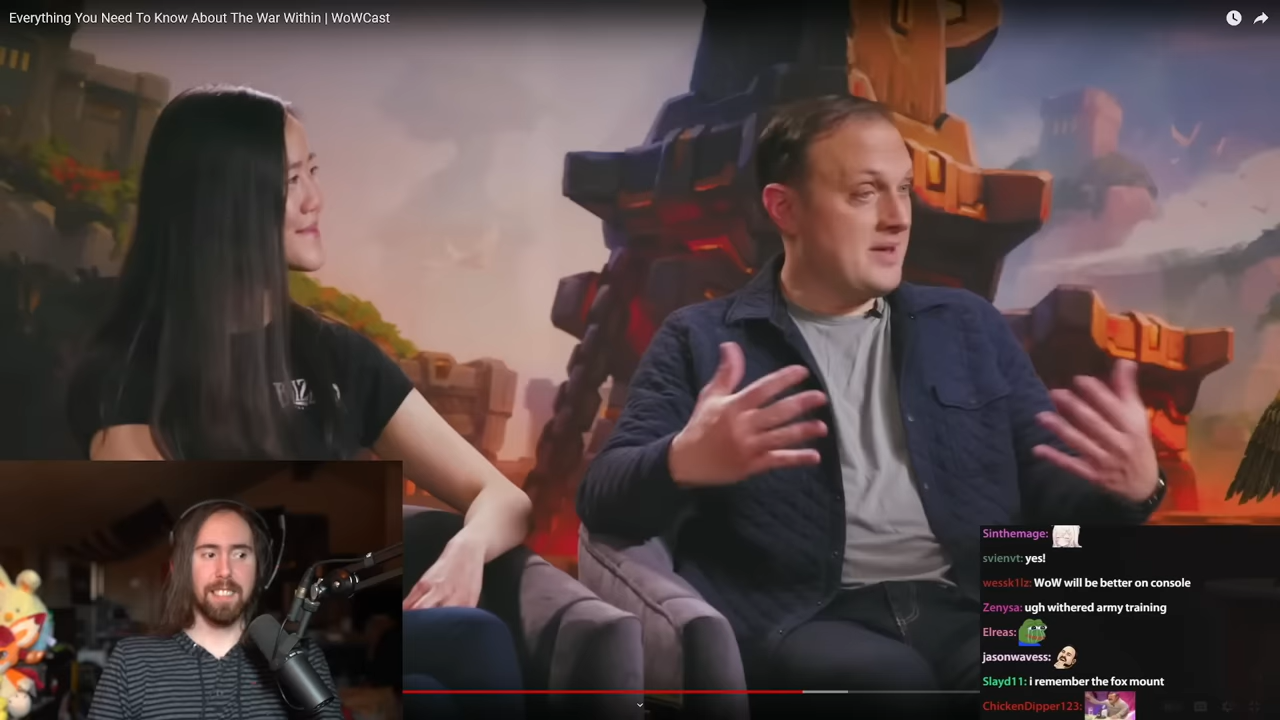 Everything You Need To Know About The War Within | WoWCast
Sinthemage:
svienvt: yes!
wessk1lz: WoW will be better on console
Zenysa: ugh withered army training
Elreas:
jasonwavess:
Slayd11: i remember the fox mount
ChickenDipper123: